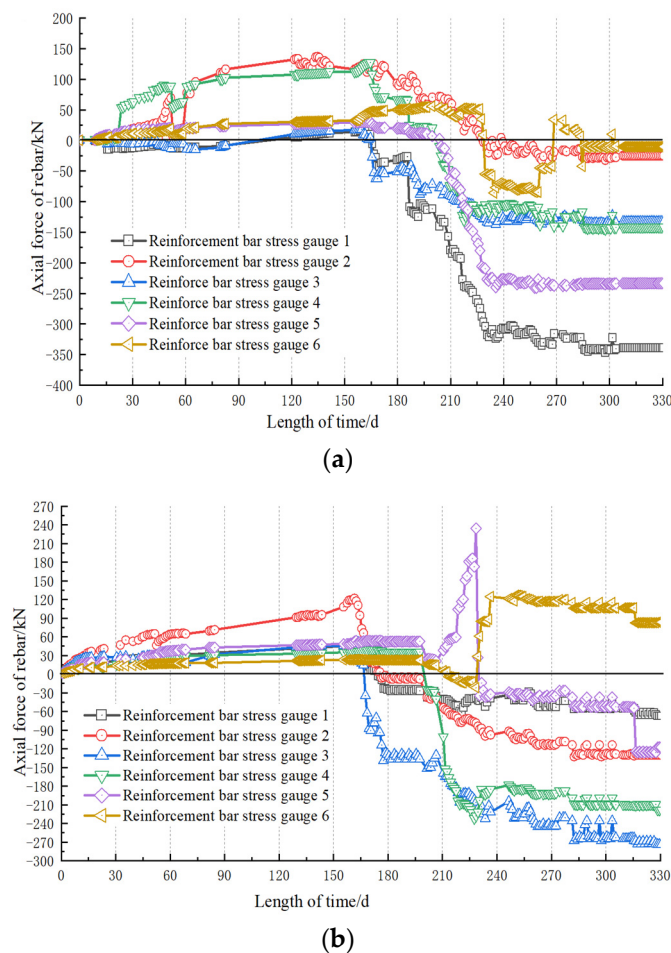 (a)
200
150
100
50
0
-50
-100
-150
-200
-250
-300
-350
-400
Axial force of rebar/kN
Reinforcement bar stress gauge 1
Reinforcement bar stress gauge 2
Reinforce bar stress gauge 3
Reinforce bar stress gauge 4
Reinforce bar stress gauge 5
Reinforce bar stress gauge 6
0 30 60 90 120 150 180 210 240 270 300 330
Length of time/d
(a)
270
240
210
180
150
120
90
60
30
0
-30
-60
-90
-120
-150
-180
-210
-240
-270
-300
Axial force of rebar/kN
Reinforcement bar stress gauge 1
Reinforcement bar stress gauge 2
Reinforcement bar stress gauge 3
Reinforcement bar stress gauge 4
Reinforcement bar stress gauge 5
Reinforcement bar stress gauge 6
0 30 60 90 120 150 180 210 240 270 300 330
Length of time/d
(b)